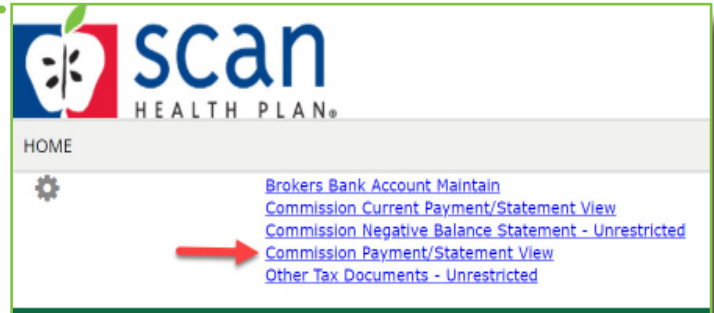 scan
HEALTH PLAN®
HOME
Brokers Bank Account Maintain
Commission Current Payment/Statement View
Commission Negative Balance Statement - Unrestricted
Commission Payment/Statement View
Other Tax Documents - Unrestricted